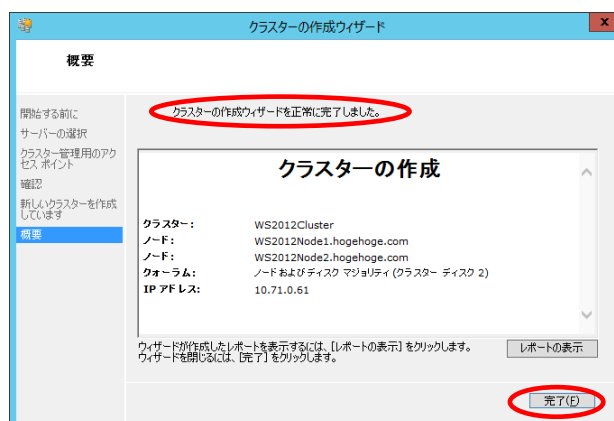 クラスターの作成ウィザード
x
概要
開始する前に
サーバーの選択
クラスター管理用のアク
セス ポイント
確認
新しいクラスターを作成
しています
概要
クラスターの作成ウィザードを正常に完了しました。
クラスターの作成
クラスター: WS2012Cluster
ノード: WS2012Node1.hogehoge.com
ノード: WS2012Node2.hogehoge.com
クォーラム: ノードおよびディスク マジョリティ (クラスター ディスク 2)
IP アドレス: 10.71.0.61
ウィザードが作成したレポートを表示するには、[レポートの表示] をクリックします。
ウィザードを閉じるには、[完了] をクリックします。
レポートの表示
完了(F)